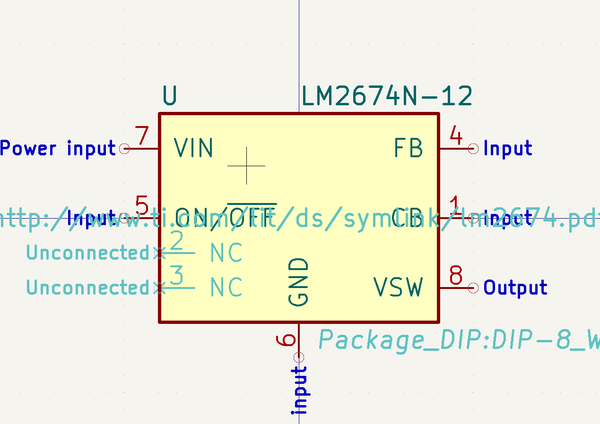 U
LM2674N-12
Power input 7 VIN
FB 4 Input
Input 5 ON/OFF
CB 1 Input
http://www.ti.com/lit/ds/symlink/lm2674.pdf
Unconnected 2 NC
Unconnected 3 NC
GND
VSW 8 Output
6
Package_DIP:DIP-8_W
input